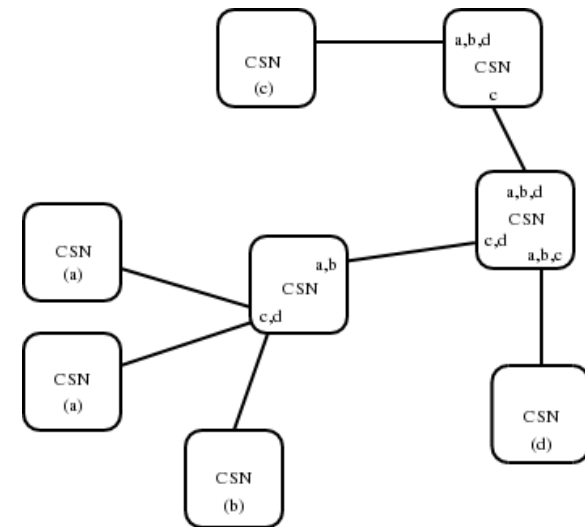 CSN
(c)
a,b,d
CSN
c
a,b,d
CSN
c,d
a,b,c
CSN
(a)
a,b
CSN
c,d
CSN
(a)
CSN
(d)
CSN
(b)